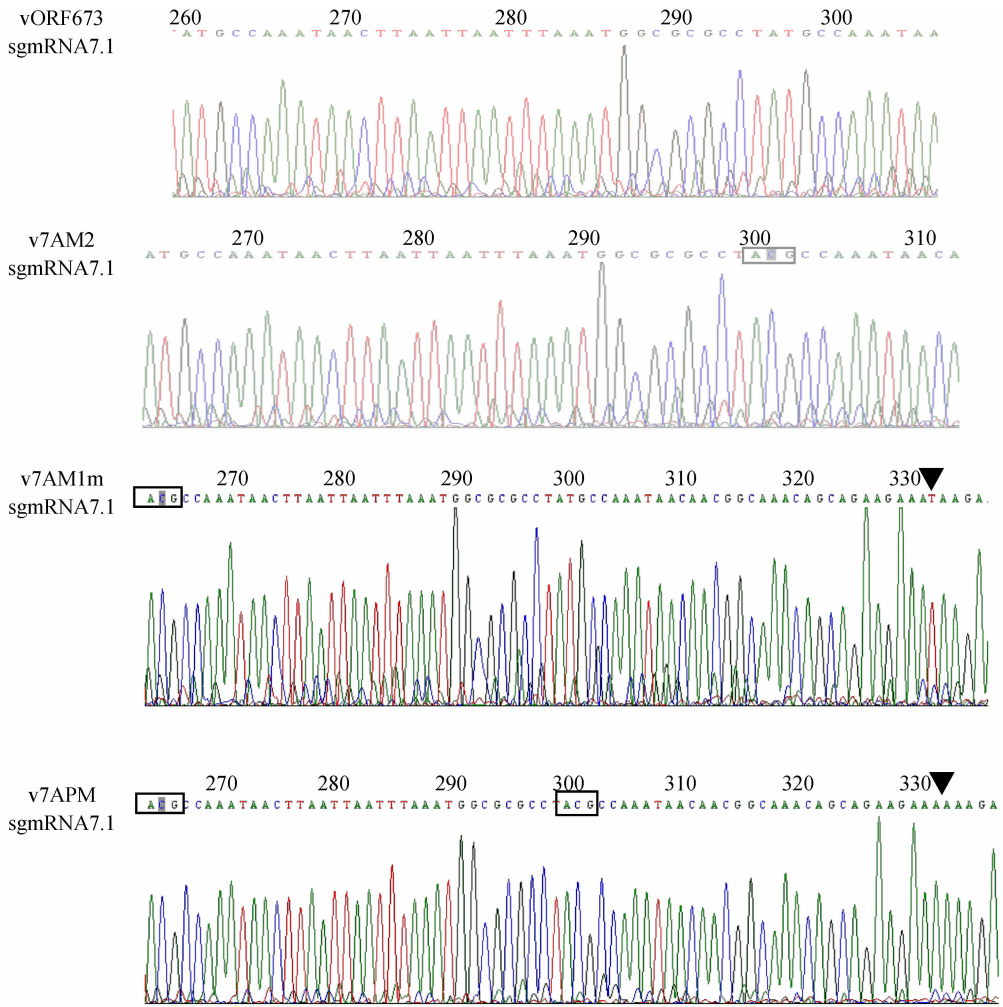 vORF673
260 270 280 290 300
sgmRNA7.1
ATGCCAAATAACTTAATTAATTTAAATGGCGCGCCTATGCCAAATAA
v7AM2
270 280 290 300 310
sgmRNA7.1
ATGCCAAATAACTTAATTAATTTAAATGGCGCGCCTACGCCAAATAACA
v7AM1m
270 280 290 300 310 320 330
sgmRNA7.1
ACGCCAAATAACTTAATTAATTTAAATGGCGCGCCTATGCCAAATAACAACGGCAAACAGCAGAAGAAATAAGA.
v7APM
270 280 290 300 310 320 330
sgmRNA7.1
ACGCCAAATAACTTAATTAATTTAAATGGCGCGCCTACGCCAAATAACAACGGCAAACAGCAGAAGAAAAAAGA